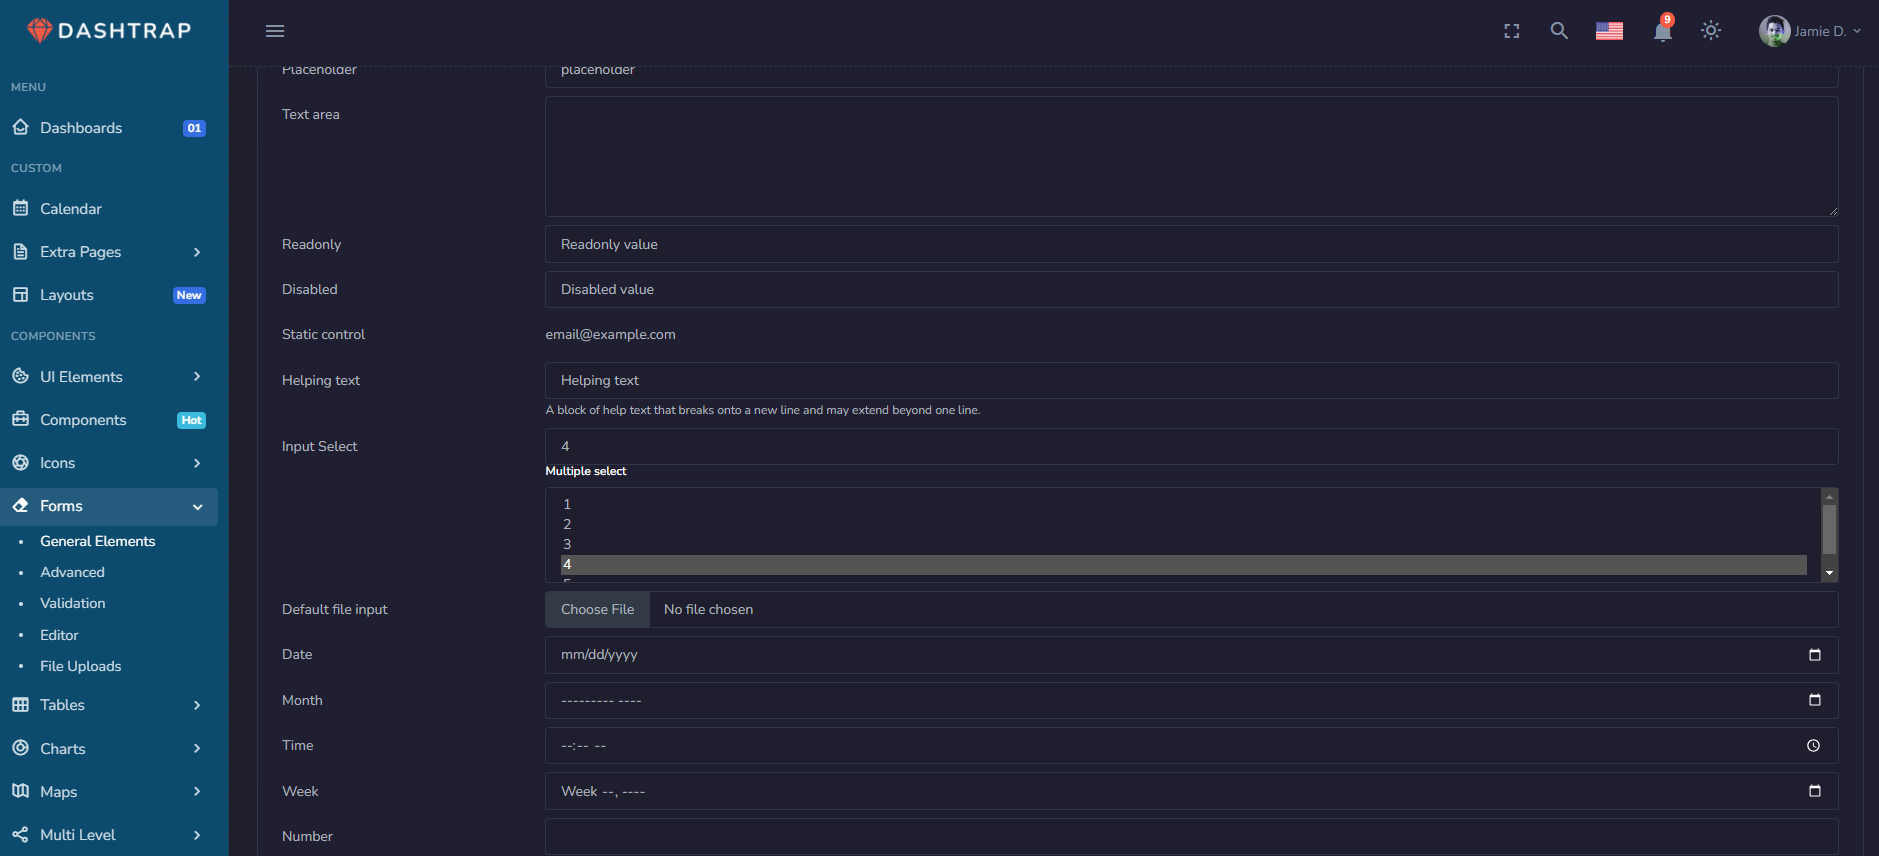 DASHTRAP
9
Jamie D.
MENU
Dashboards 01
CUSTOM
Calendar
Extra Pages
Layouts New
COMPONENTS
UI Elements
Components Hot
Icons
Forms
• General Elements
• Advanced
• Validation
• Editor
• File Uploads
Tables
Charts
Maps
Multi Level
Placeholder placeholder
Text area
Readonly Readonly value
Disabled Disabled value
Static control email@example.com
Helping text Helping text
A block of help text that breaks onto a new line and may extend beyond one line.
Input Select 4
Multiple select
1
2
3
4
Default file input Choose File No file chosen
Date mm/dd/yyyy
Month --------- ----
Time --:-- --
Week Week --, ----
Number